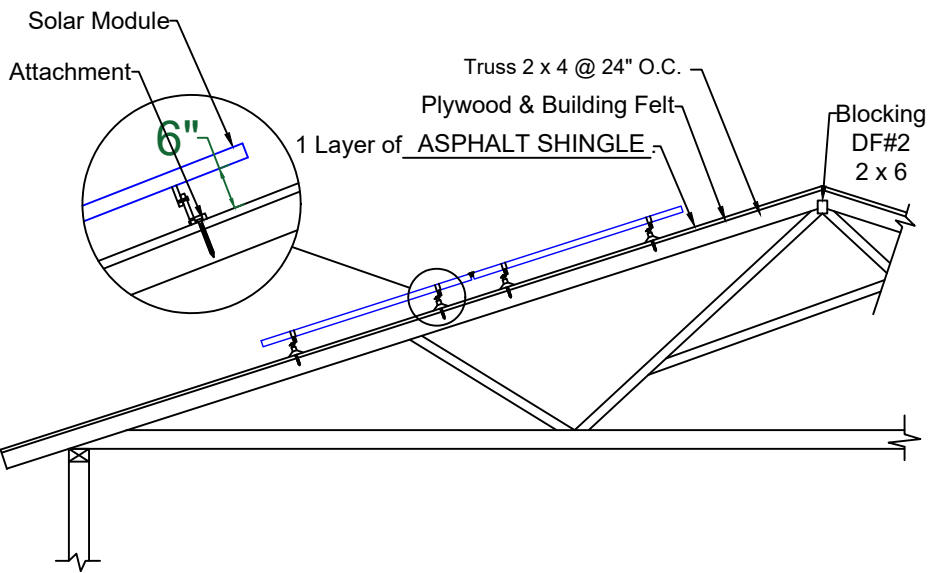 Solar Module
Attachment
6"
Truss 2 x 4 @ 24" O.C.
Plywood & Building Felt
1 Layer of ASPHALT SHINGLE .
Blocking
DF#2
2 x 6